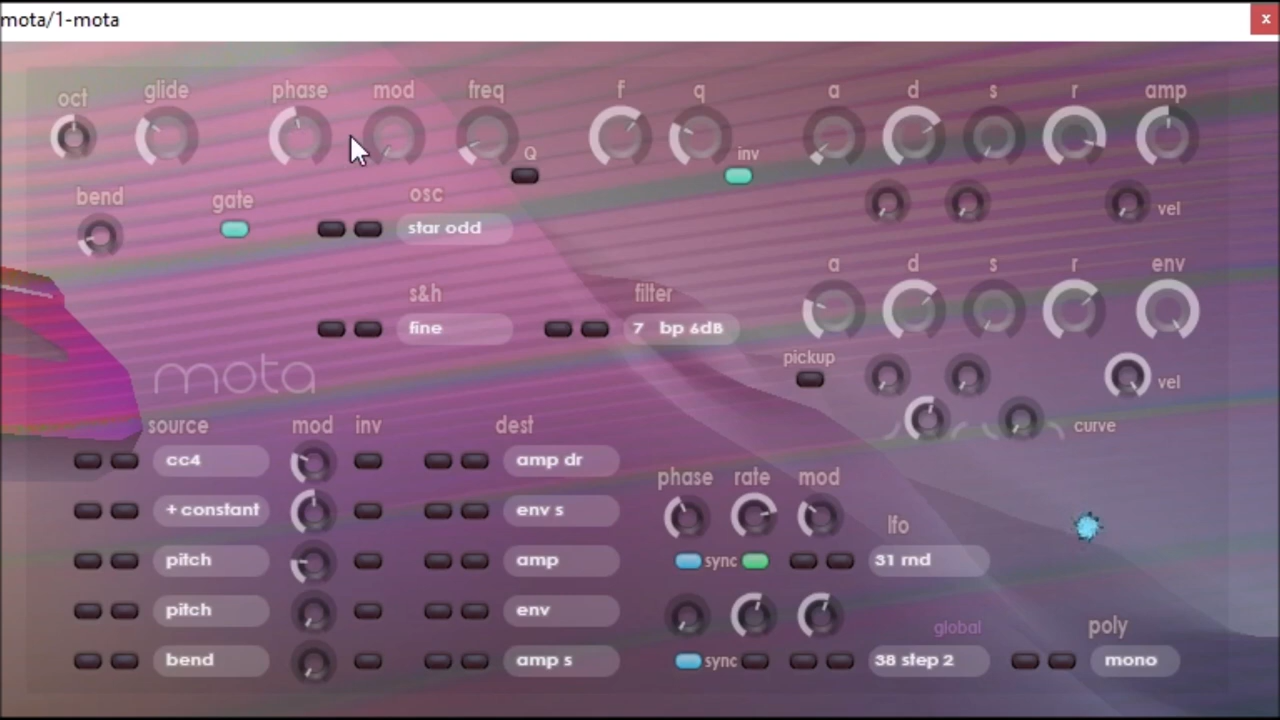 mota/1-mota
x
oct glide phase mod freq f q a d s r amp
Q inv
bend gate osc vel
star odd
a d s r env
s&h filter
fine 7 bp 6dB
pickup vel
mota
source mod inv dest curve
cc4 amp dr
phase rate mod
+constant env s
lfo
pitch amp sync 31 rnd
pitch env
global poly
bend amp s sync 38 step 2 mono